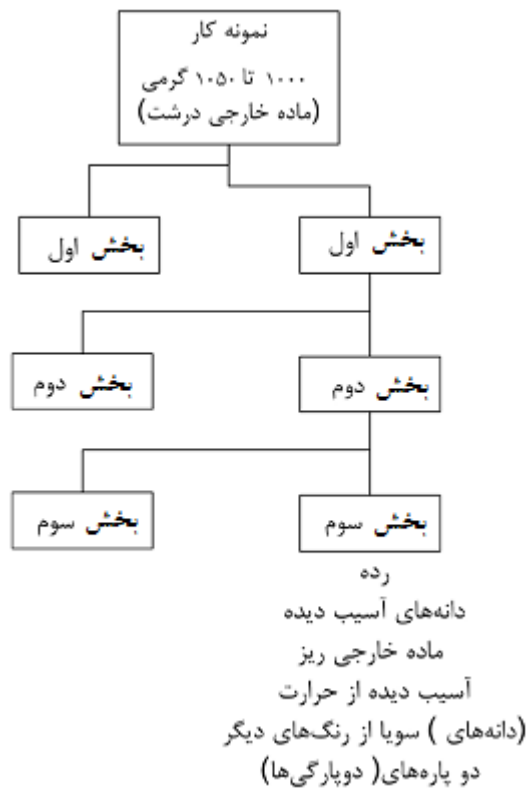 نمونه کار
۱۰۰۰ تا ۱۰۵۰ گرمی
(ماده خارجی درشت)
بخش اول
بخش اول
بخش دوم
بخش دوم
بخش سوم
بخش سوم
رده
دانه‌های آسیب دیده
ماده خارجی ریز
آسیب دیده از حرارت
(دانه‌های ) سویا از رنگ‌های دیگر
دو پاره‌های( دوپارگی‌ها)